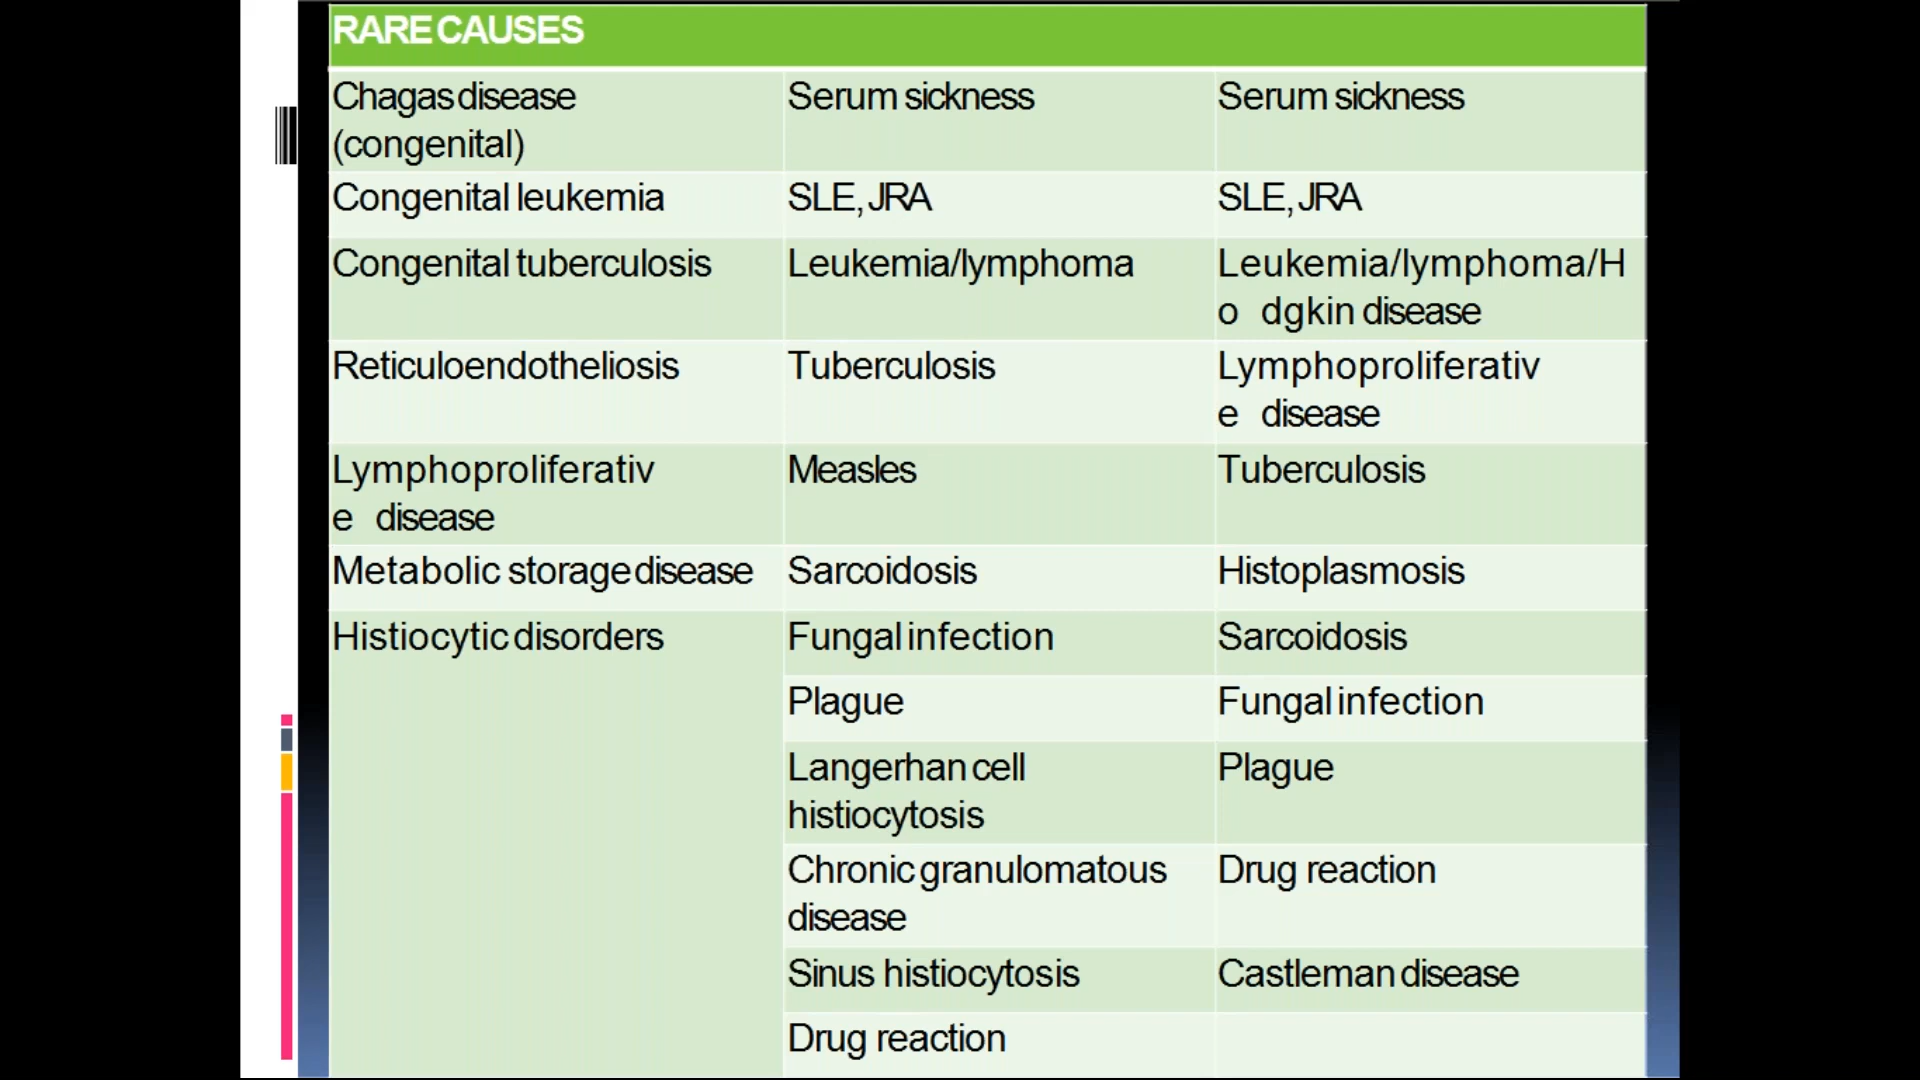 RARE CAUSES
Chagas disease
(congenital)
Serum sickness
Serum sickness
Congenital leukemia
SLE, JRA
SLE, JRA
Congenital tuberculosis
Leukemia/lymphoma
Leukemia/lymphoma/H
o dgkin disease
Reticuloendotheliosis
Tuberculosis
Lymphoproliferativ
e disease
Lymphoproliferativ
e disease
Measles
Tuberculosis
Metabolic storage disease
Sarcoidosis
Histoplasmosis
Histiocytic disorders
Fungal infection
Sarcoidosis
Plague
Fungal infection
Langerhan cell
histiocytosis
Plague
Chronic granulomatous
disease
Drug reaction
Sinus histiocytosis
Castleman disease
Drug reaction